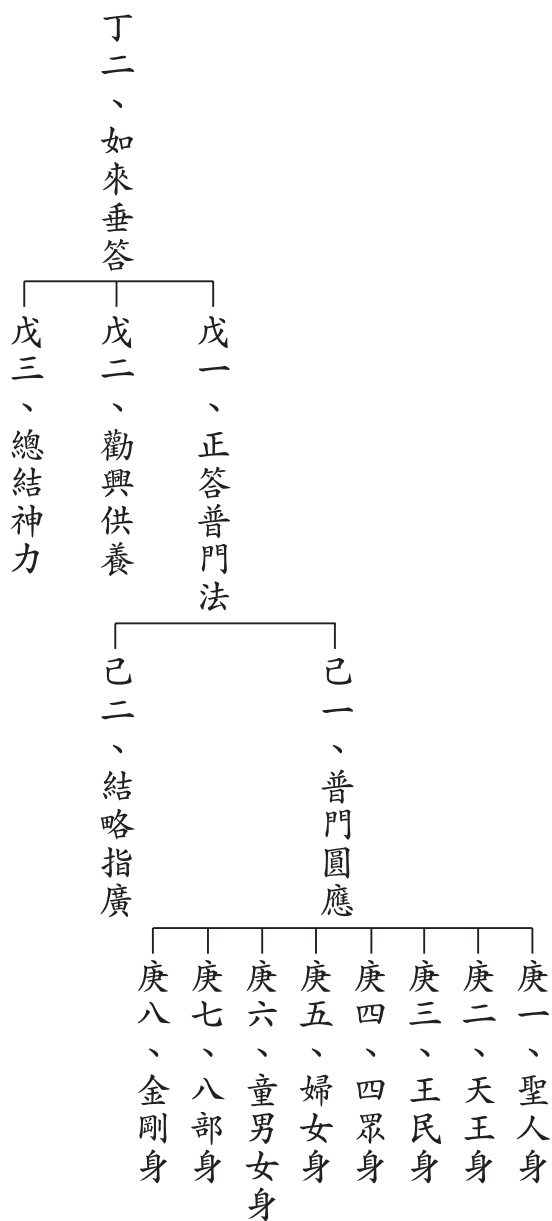 丁二、如來垂答
戊一、正答普門法
戊二、勸興供養
戊三、總結神力
己一、普門圓應
己二、結略指廣
庚一、聖人身
庚二、天王身
庚三、王民身
庚四、四眾身
庚五、婦女身
庚六、童男女身
庚七、八部身
庚八、金剛身